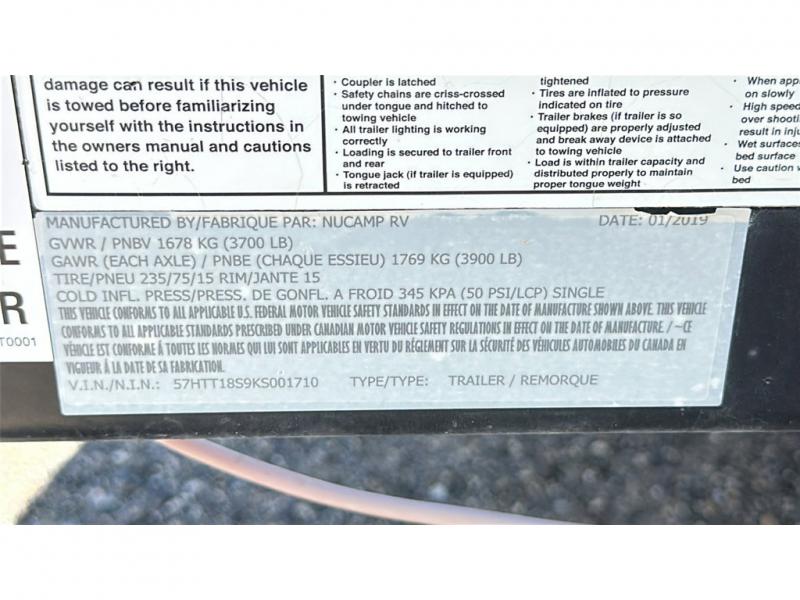 damage can result if this vehicle
is towed before familiarizing
yourself with the instructions in
the owners manual and cautions
listed to the right.
· Coupler is latched
· Safety chains are criss-crossed
under tongue and hitched to
towing vehicle
· All trailer lighting is working
correctly
· Loading is secured to trailer front
and rear
· Tongue jack (if trailer is equipped)
is retracted
tightened
· Tires are inflated to pressure
indicated on tire
· Trailer brakes (if trailer is so
equipped) are properly adjusted
and break away device is attached
to towing vehicle
· Load is within trailer capacity and
distributed properly to maintain
proper tongue weight
· When app
on slowly
· High speed
over shooti
result in inju
· Wet surfaces
bed surface
· Use caution w
bed
E
R
T0001
MANUFACTURED BY/FABRIQUE PAR: NUCAMP RV DATE: 01/2019
GVWR / PNBV 1678 KG (3700 LB)
GAWR (EACH AXLE) / PNBE (CHAQUE ESSIEU) 1769 KG (3900 LB)
TIRE/PNEU 235/75/15 RIM/JANTE 15
COLD INFL. PRESS/PRESS. DE GONFL. A FROID 345 KPA (50 PSI/LCP) SINGLE
THIS VEHICLE CONFORMS TO ALL APPLICABLE U.S. FEDERAL MOTOR VEHICLE SAFETY STANDARDS IN EFFECT ON THE DATE OF MANUFACTURE SHOWN ABOVE. THIS VEHICLE
CONFORMS TO ALL APPLICABLE STANDARDS PRESCRIBED UNDER CANADIAN MOTOR VEHICLE SAFETY REGULATIONS IN EFFECT ON THE DATE OF MANUFACTURE. / ~CE
VÉHICLE EST CONFORME Á TOUTES LES NORMES QUI LUI SONT APPLICABLES EN VERTU DU RÉGLEMENT SUR LA SÉCURITÉ DES VÉHICULES AUTOMOBILES DU CANADA EN
VIGUEUR Á LA DATE DE SA FABRICATION.
V.I.N./N.I.N.: 57HTT18S9KS001710 TYPE/TYPE: TRAILER / REMORQUE